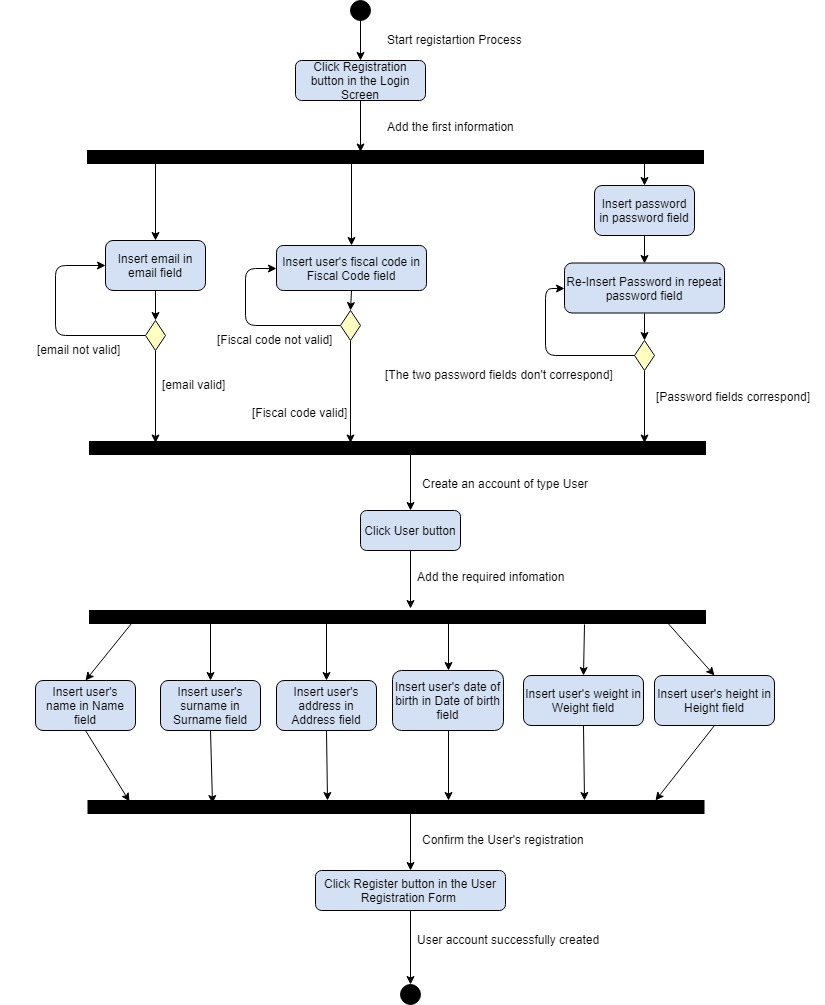 Start registartion Process
Click Registration
button in the Login
Screen
Add the first information
Insert password
in password field
Insert email in
email field
Insert user's fiscal code in
Fiscal Code field
Re-Insert Password in repeat
password field
[email not valid]
[Fiscal code not valid]
[The two password fields don't correspond]
[email valid]
[Password fields correspond]
[Fiscal code valid]
Create an account of type User
Click User button
Add the required infomation
Insert user's
name in Name
field
Insert user's
surname in
Surname field
Insert user's
address in
Address field
Insert user's date of
birth in Date of birth
field
Insert user's weight in
Weight field
Insert user's height in
Height field
Confirm the User's registration
Click Register button in the User
Registration Form
User account successfully created